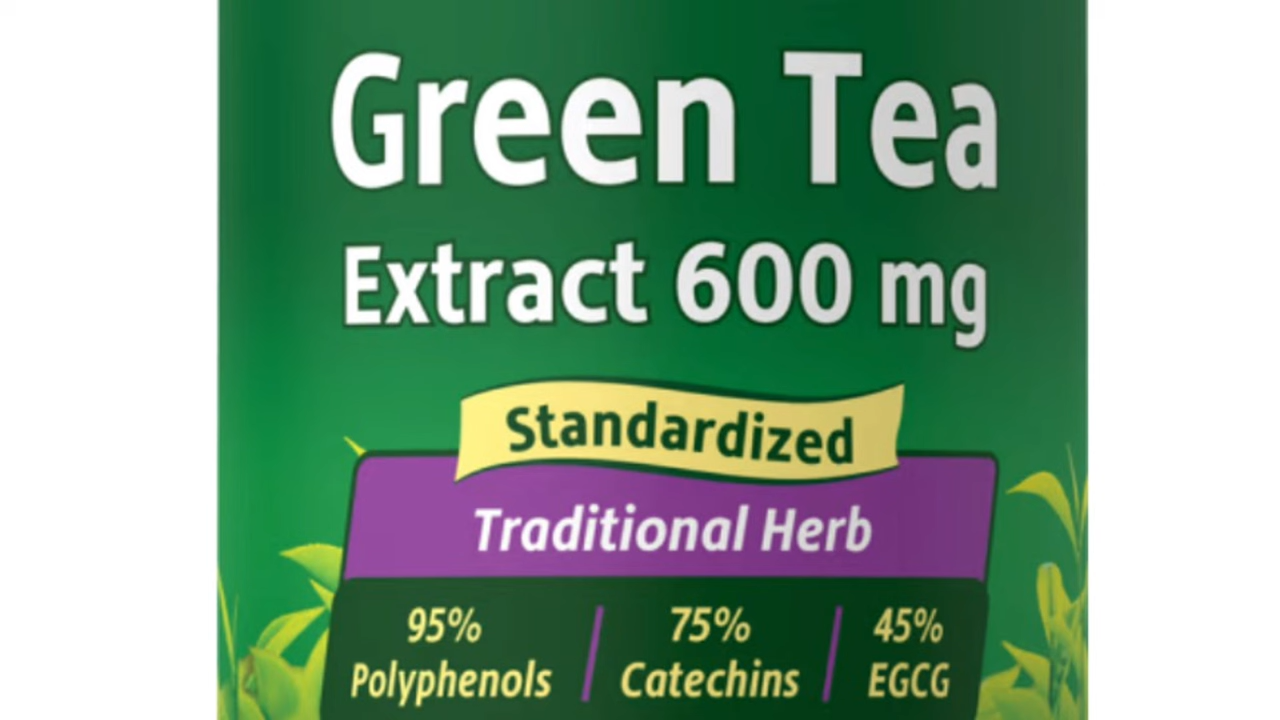 Green Tea
Extract 600 mg
Standardized
Traditional Herb
95% 75% 45%
Polyphenols Catechins EGCG